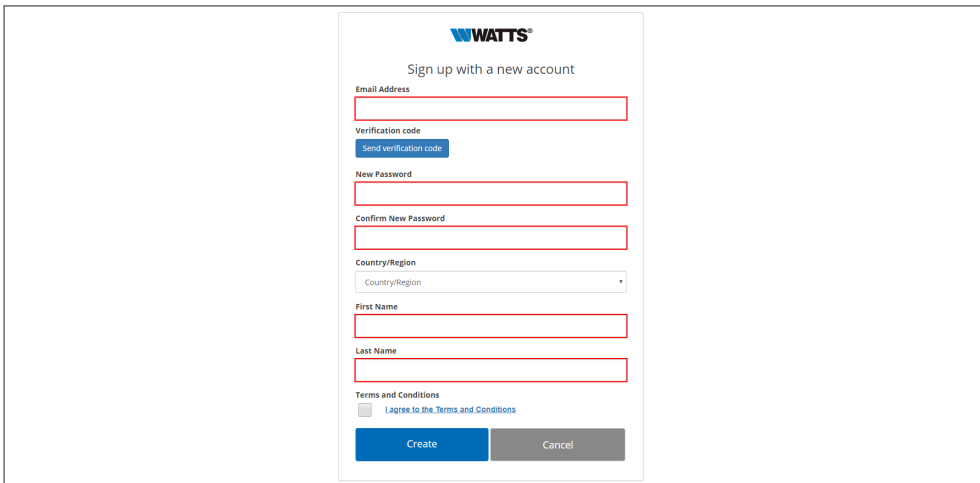 WATTS®
Sign up with a new account
Email Address
Verification code
Send verification code
New Password
Confirm New Password
Country/Region
Country/Region
First Name
Last Name
Terms and Conditions
I agree to the Terms and Conditions
Create Cancel